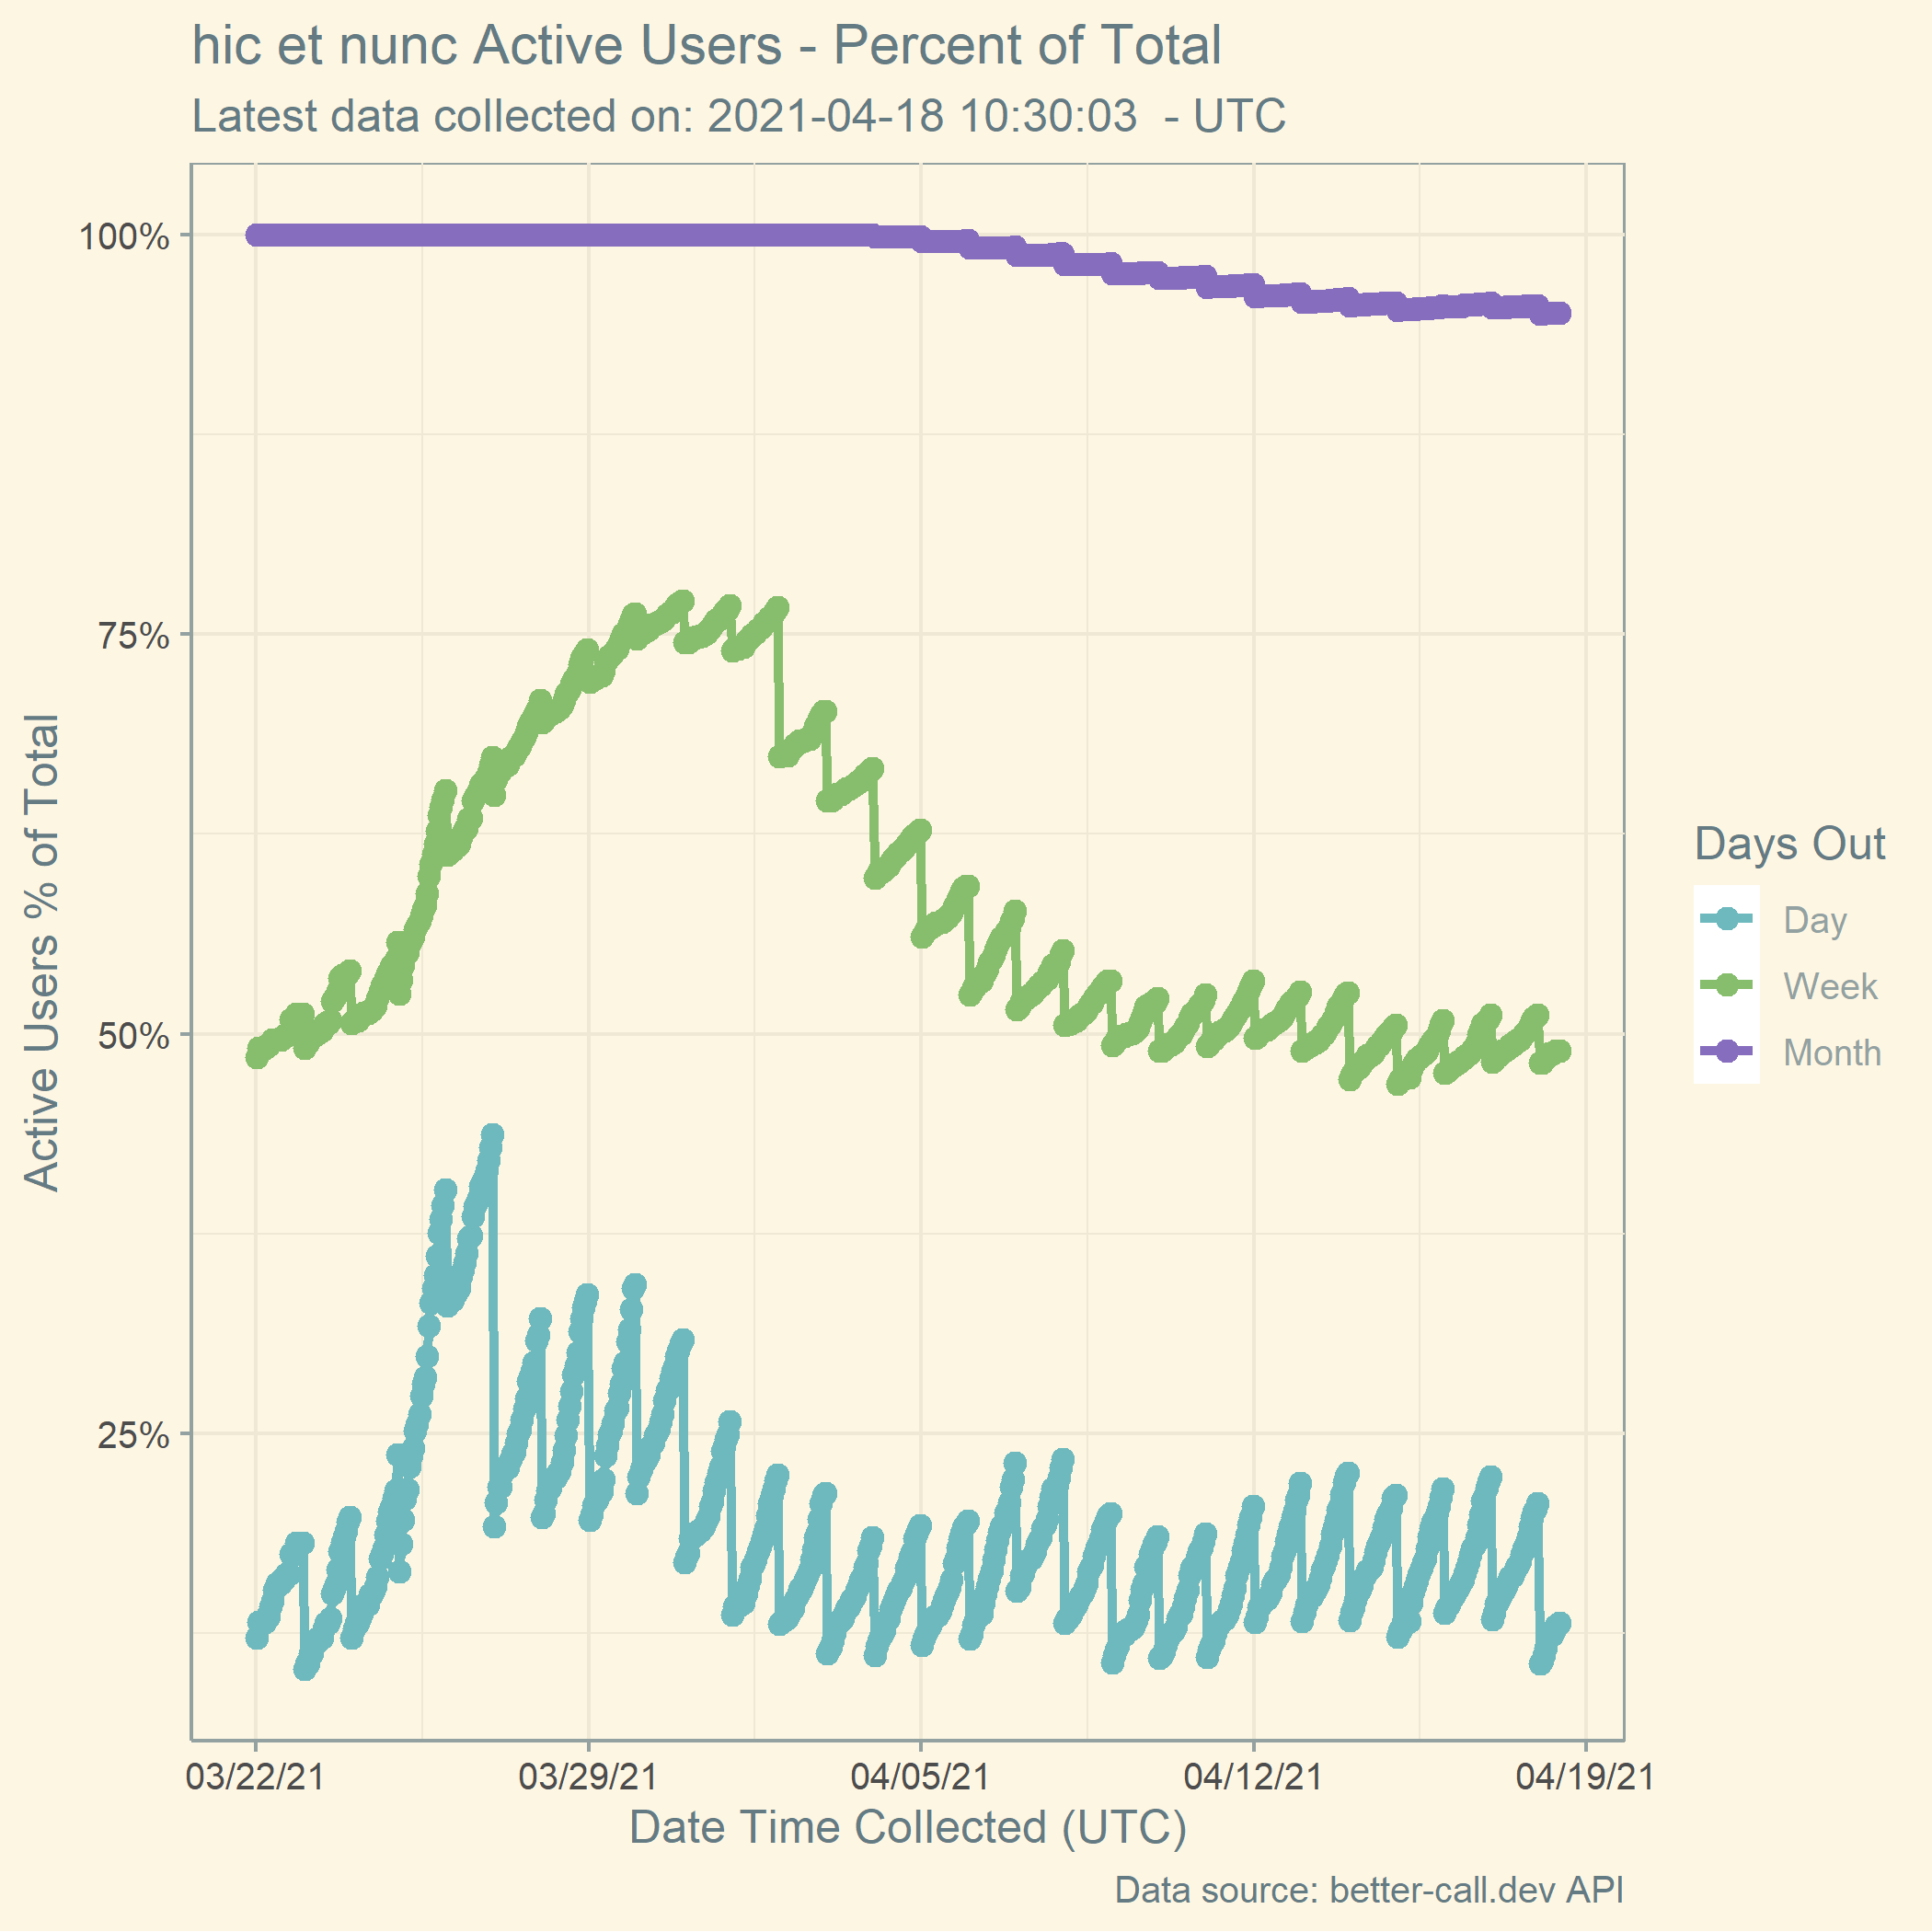 hic et nunc Active Users - Percent of Total
Latest data collected on: 2021-04-18 10:30:03  - UTC
100%
75%
50%
25%
Active Users % of Total
03/22/21
03/29/21
04/05/21
04/12/21
04/19/21
Date Time Collected (UTC)
Days Out
Day
Week
Month
Data source: better-call.dev API